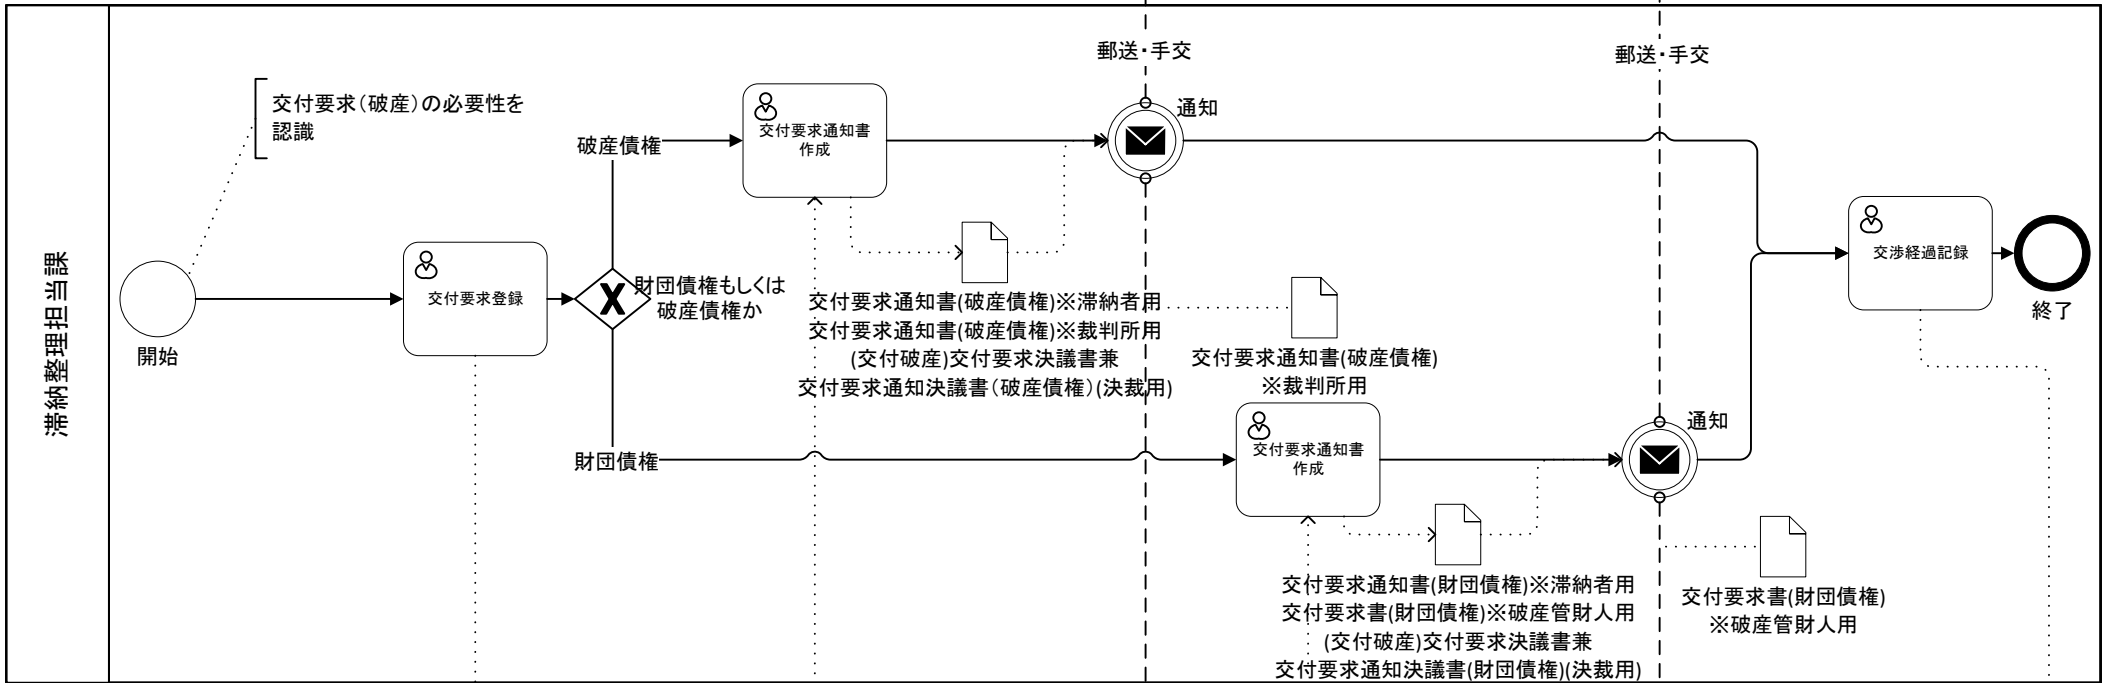 滞納整理担当課
交付要求（破産）の必要性を
認識
開始
交付要求登録
財団債権もしくは
破産債権か
破産債権
財団債権
交付要求通知書
作成
郵送・手交
通知
交付要求通知書(破産債権)※滞納者用
交付要求通知書(破産債権)※裁判所用
(交付破産)交付要求決議書兼
交付要求通知決議書（破産債権）(決裁用)
交付要求通知書(破産債権)
※裁判所用
交付要求通知書
作成
郵送・手交
通知
交付要求通知書(財団債権)※滞納者用
交付要求書(財団債権)※破産管財人用
(交付破産)交付要求決議書兼
交付要求通知決議書(財団債権)(決裁用)
交付要求書(財団債権)
※破産管財人用
交渉経過記録
終了